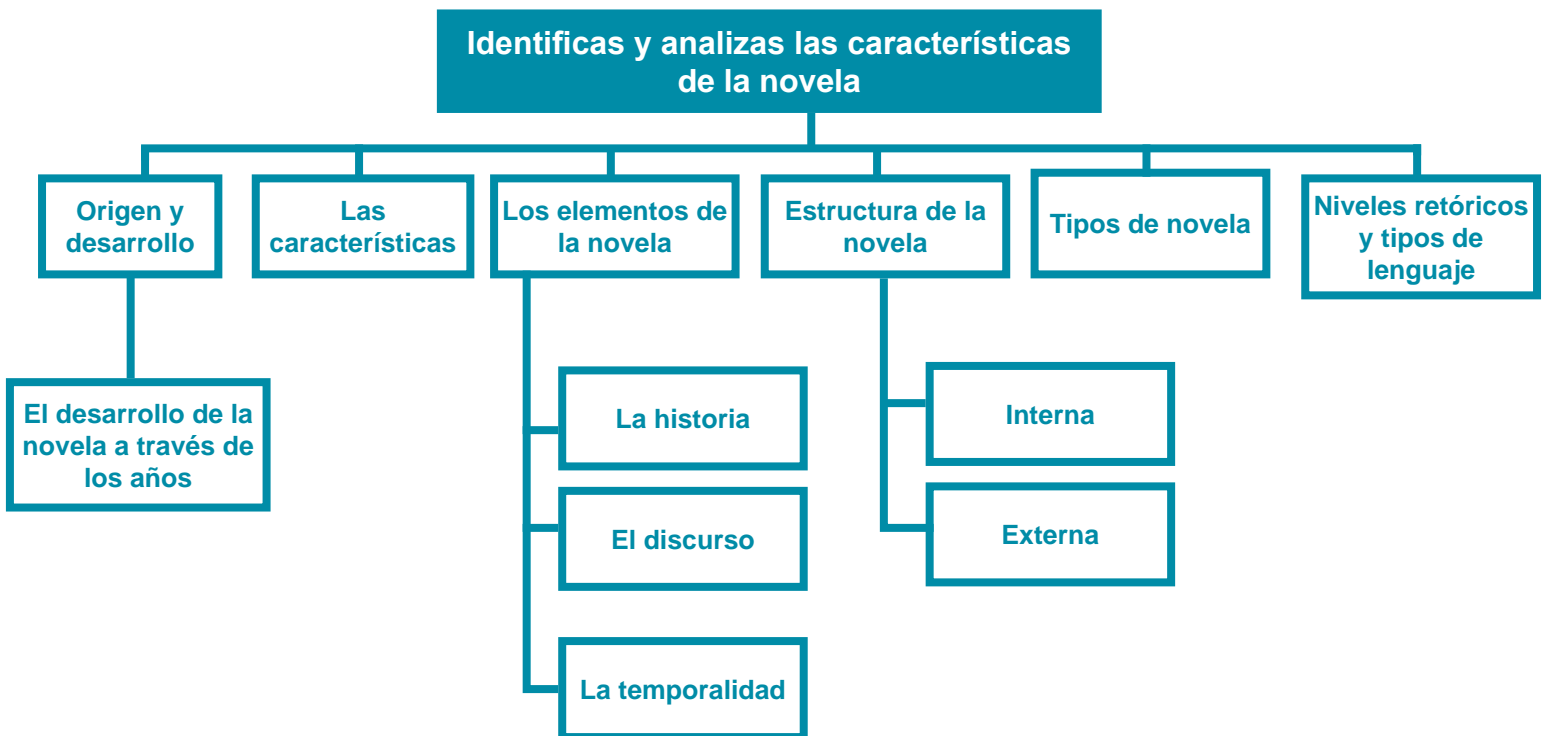 Identificas y analizas las características
de la novela
Origen y
desarrollo
Las
características
Los elementos de
la novela
Estructura de la
novela
Tipos de novela
Niveles retóricos
y tipos de
lenguaje
El desarrollo de la
novela a través de
los años
La historia
El discurso
La temporalidad
Interna
Externa